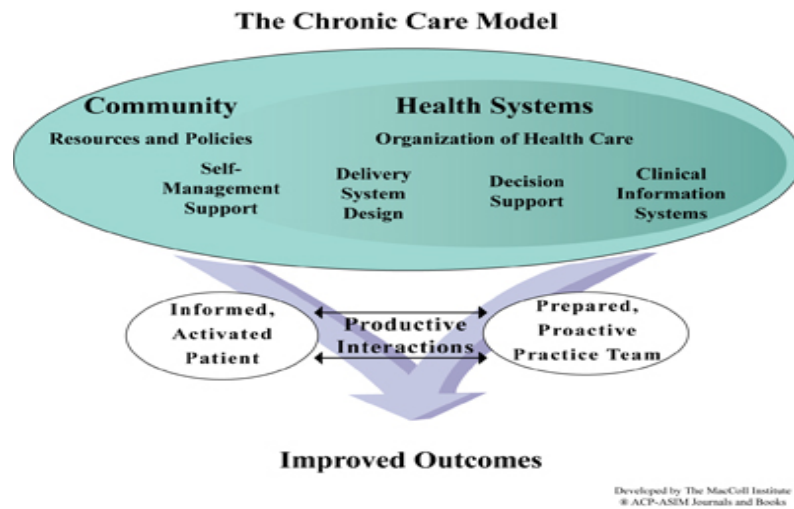 The Chronic Care Model
Community
Resources and Policies
Health Systems
Organization of Health Care
Self-
Management
Support
Delivery
System
Design
Decision
Support
Clinical
Information
Systems
Informed,
Activated
Patient
Productive
Interactions
Prepared,
Proactive
Practice Team
Improved Outcomes
Developed by The MacColl Institute
® ACP-ASIM Journals and Books